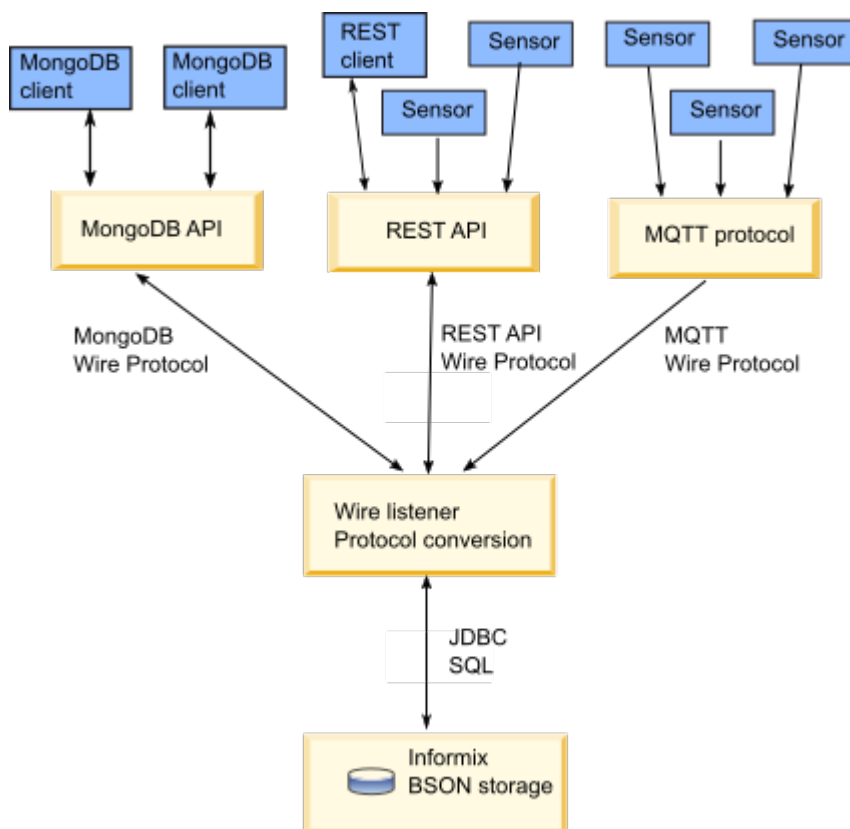 MongoDB
client
MongoDB
client
REST
client
Sensor
Sensor
Sensor
Sensor
Sensor
MongoDB API
REST API
MQTT protocol
MongoDB
Wire Protocol
REST API
Wire Protocol
MQTT
Wire Protocol
Wire listener
Protocol conversion
JDBC
SQL
Informix
BSON storage